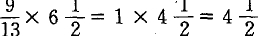 9/13 × 6 1/2 = 1 × 4 1/2 = 4 1/2